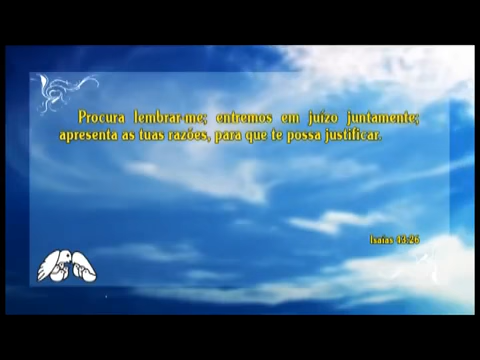 Procura lembrar-me; entremos em juízo juntamente;
apresenta as tuas razões, para que te possa justificar.
Isaías 43:26